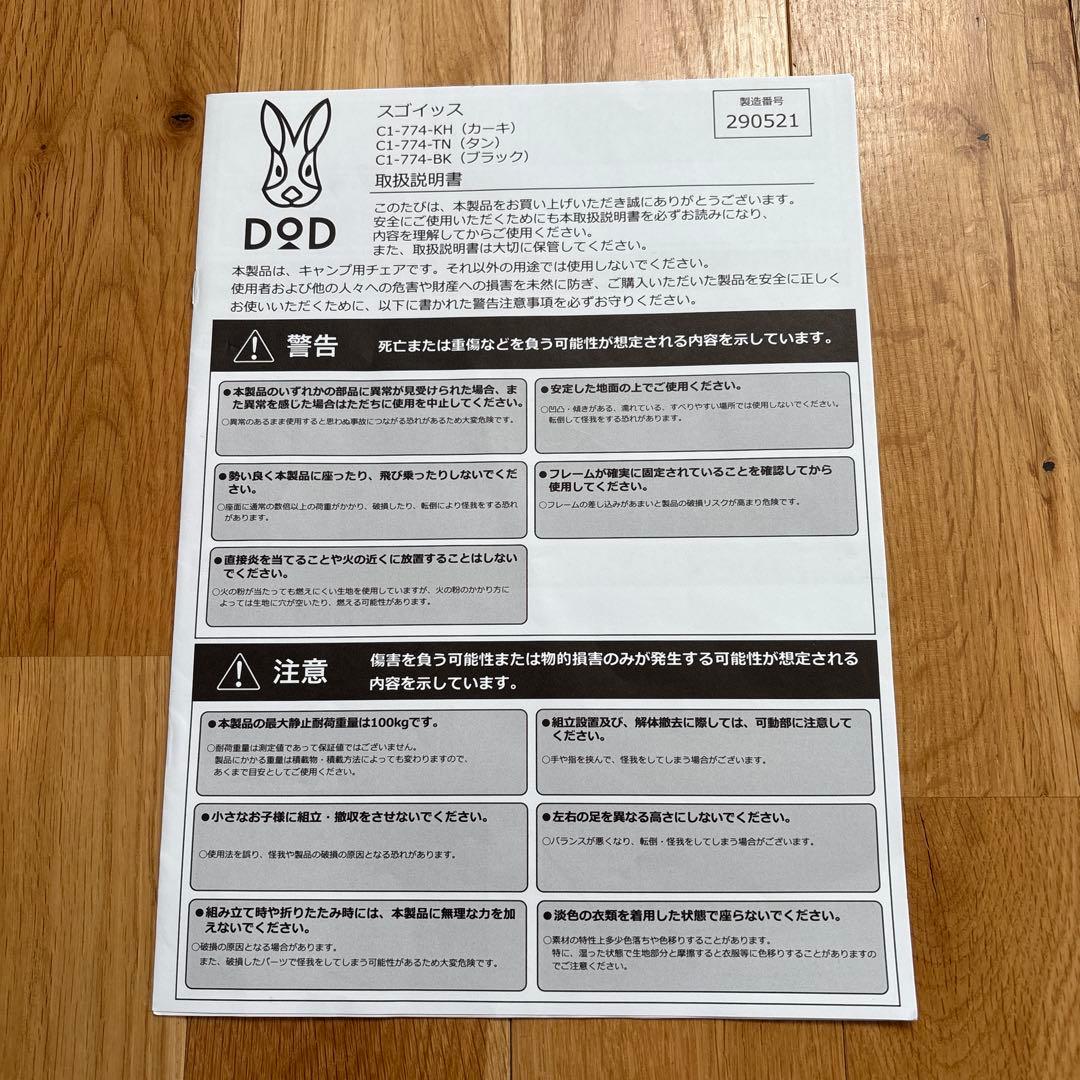 DOD
スゴイッス
C1-774-KH（カーキ）
C1-774-TN（タン）
C1-774-BK（ブラック）
取扱説明書
製造番号
290521
このたびは、本製品をお買い上げいただき誠にありがとうございます。
安全にご使用いただくためにも本取扱説明書を必ずお読みになり、
内容を理解してからご使用ください。
また、取扱説明書は大切に保管してください。
本製品は、キャンプ用チェアです。それ以外の用途では使用しないでください。
使用者および他の人々への危害や財産への損害を未然に防ぎ、ご購入いただいた製品を安全に正しく
お使いいただくために、以下に書かれた警告注意事項を必ずお守りください。
警告
死亡または重傷などを負う可能性が想定される内容を示しています。
●本製品のいずれかの部品に異常が見受けられた場合、ま
た異常を感じた場合はただちに使用を中止してください。
○異常のあるまま使用すると思わぬ事故につながる恐れがあるため大変危険です。
●安定した地面の上でご使用ください。
○凹凸・傾きがある、濡れている、すべりやすい場所では使用しないでください。
転倒して怪我をする恐れがあります。
●勢い良く本製品に座ったり、飛び乗ったりしないでくだ
さい。
○座面に通常の数倍以上の荷重がかかり、破損したり、転倒により怪我をする恐れ
があります。
●フレームが確実に固定されていることを確認してから
使用してください。
○フレームの差し込みがあまいと製品の破損リスクが高まり危険です。
●直接炎を当てることや火の近くに放置することはしない
でください。
○火の粉が当たっても燃えにくい生地を使用していますが、火の粉のかかり方に
よっては生地に穴が空いたり、燃える可能性があります。
注意
傷害を負う可能性または物的損害のみが発生する可能性が想定される
内容を示しています。
●本製品の最大静止耐荷重量は100kgです。
○耐荷重量は測定値であって保証値ではございません。
製品にかかる重量は積載物・積載方法によっても変わりますので、
あくまで目安としてご使用ください。
●組立設置及び、解体撤去に際しては、可動部に注意して
ください。
○手や指を挟んで、怪我をしてしまう場合がございます。
●小さなお子様に組立・撤収をさせないでください。
○使用法を誤り、怪我や製品の破損の原因となる恐れがあります。
●左右の足を異なる高さにしないでください。
○バランスが悪くなり、転倒・怪我をしてしまう場合がございます。
●組み立て時や折りたたみ時には、本製品に無理な力を加
えないでください。
○破損の原因となる場合があります。
また、破損したパーツで怪我をしてしまう可能性があるため大変危険です。
●淡色の衣類を着用した状態で座らないでください。
○素材の特性上多少色落ちや色移りすることがあります。
特に、湿った状態で生地部分と摩擦すると衣服等に色移りすることがありますの
でご注意ください。